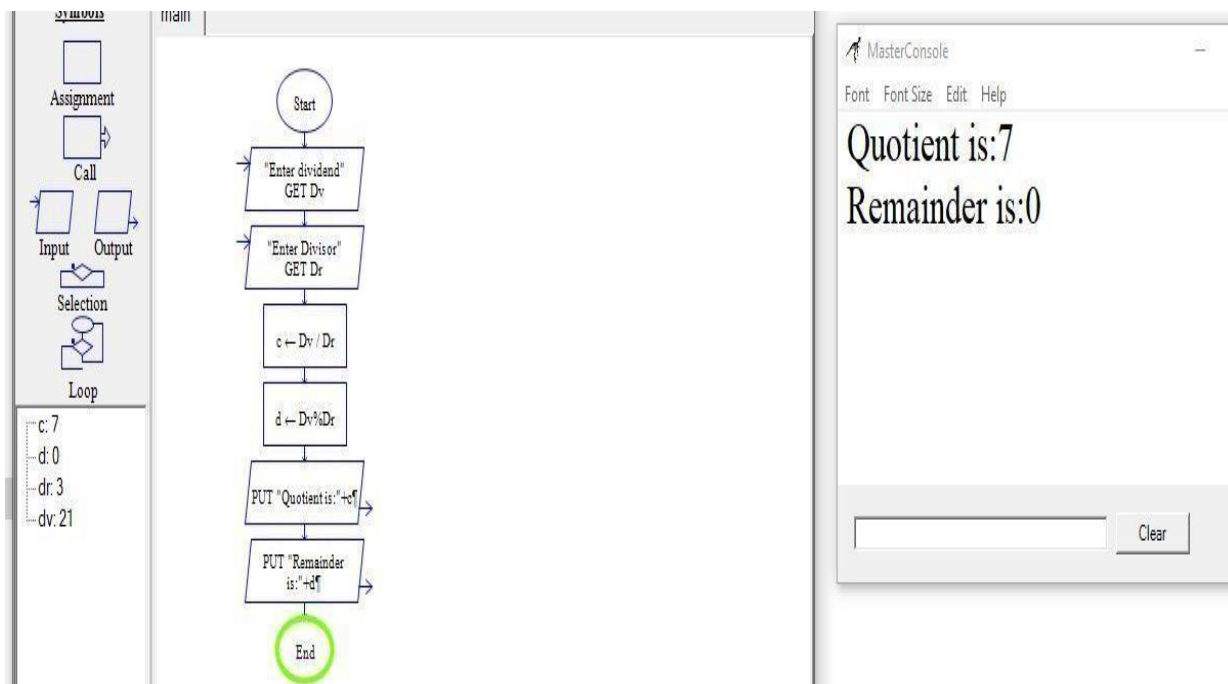 Symbols
Assignment
Call
Input Output
Selection
Loop
c: 7
d: 0
dr: 3
dv: 21
main
Start
"Enter dividend"
GET Dv
"Enter Divisor"
GET Dr
c ← Dv / Dr
d ← Dv%Dr
PUT "Quotient is:"+c¶
PUT "Remainder
is:"+d¶
End
MasterConsole
Font Font Size Edit Help
Quotient is:7
Remainder is:0
Clear